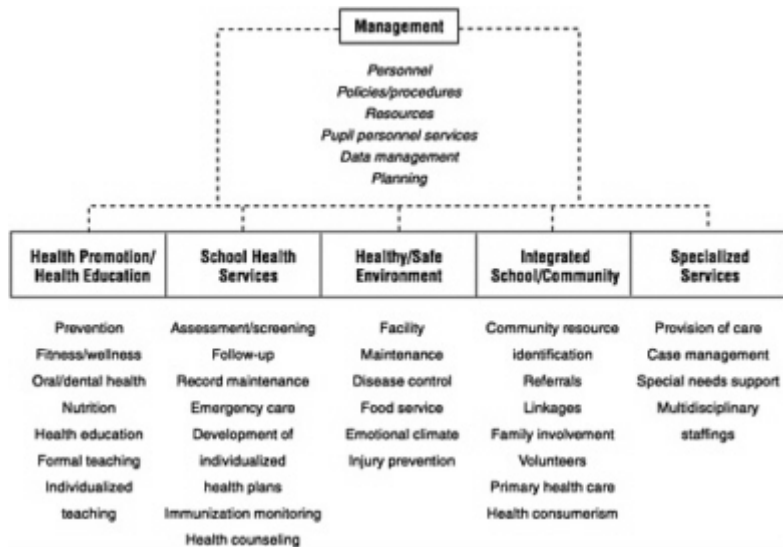 Management
Personnel
Policies/procedures
Resources
Pupil personnel services
Data management
Planning
Health Promotion/
Health Education
Prevention
Fitness/wellness
Oral/dental health
Nutrition
Health education
Formal teaching
Individualized
teaching
School Health
Services
Assessment/screening
Follow-up
Record maintenance
Emergency care
Development of
individualized
health plans
Immunization monitoring
Health counseling
Healthy/Safe
Environment
Facility
Maintenance
Disease control
Food service
Emotional climate
Injury prevention
Integrated
School/Community
Community resource
identification
Referrals
Linkages
Family involvement
Volunteers
Primary health care
Health consumerism
Specialized
Services
Provision of care
Case management
Special needs support
Multidisciplinary
staffings